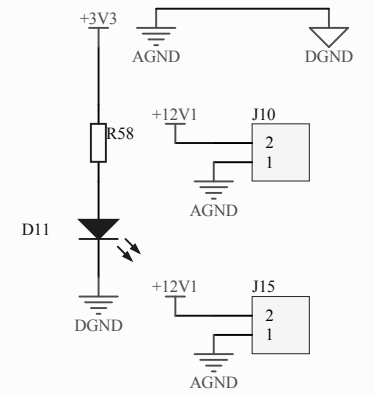 +3V3
AGND
DGND
R58
D11
DGND
+12V1
J10
2
1
AGND
+12V1
J15
2
1
AGND